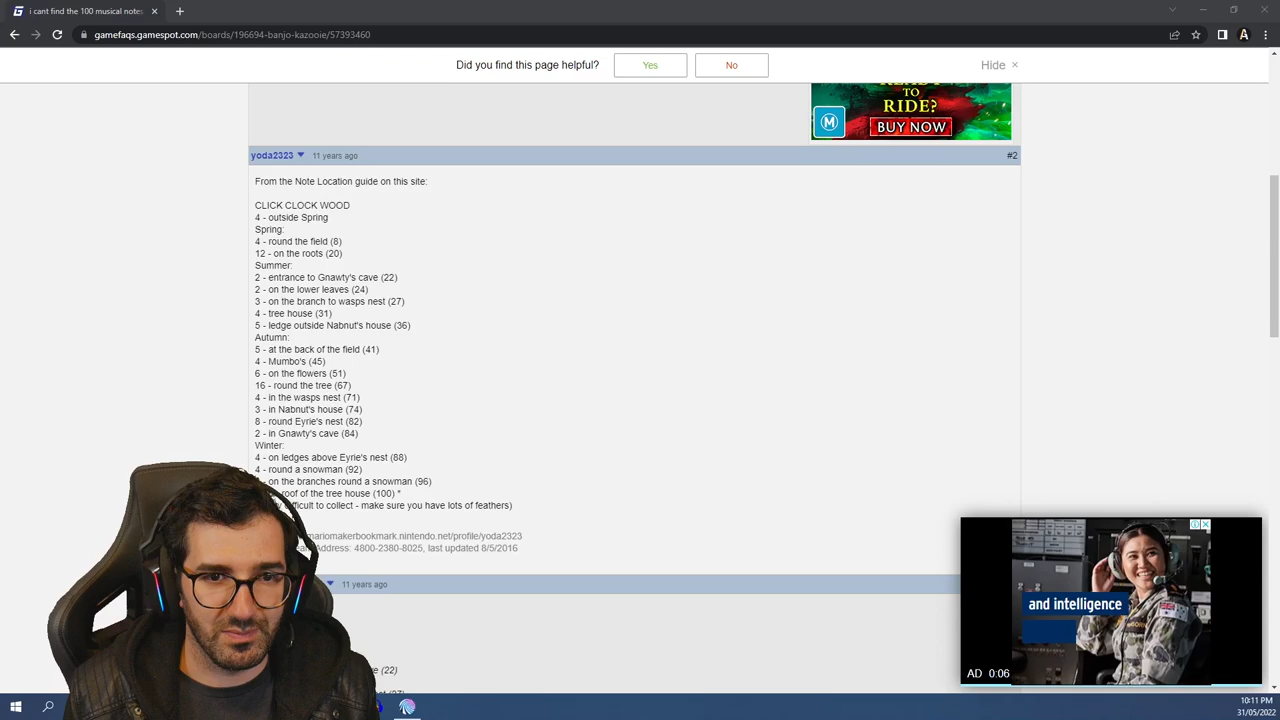 i cant find the 100 musical notes
gamefaqs.gamespot.com/boards/196694-banjo-kazooie/57393460
Did you find this page helpful?
Yes
No
Hide ×
TO
RIDE?
BUY NOW
yoda2323
11 years ago
#2
From the Note Location guide on this site:
CLICK CLOCK WOOD
4 - outside Spring
Spring:
4 - round the field (8)
12 - on the roots (20)
Summer:
2 - entrance to Gnawty's cave (22)
2 - on the lower leaves (24)
3 - on the branch to wasps nest (27)
4 - tree house (31)
5 - ledge outside Nabnut's house (36)
Autumn:
5 - at the back of the field (41)
4 - Mumbo's (45)
6 - on the flowers (51)
16 - round the tree (67)
4 - in the wasps nest (71)
3 - in Nabnut's house (74)
8 - round Eyrie's nest (82)
2 - in Gnawty's cave (84)
Winter:
4 - on ledges above Eyrie's nest (88)
4 - round a snowman (92)
- on the branches round a snowman (96)
roof of the tree house (100) *
to collect - make sure you have lots of feathers)
mariomakerbookmark.nintendo.net/profile/yoda2323
Address: 4800-2380-8025, last updated 8/5/2016
11 years ago
(22)
and intelligence
AD 0:06
10:11 PM
31/05/2022